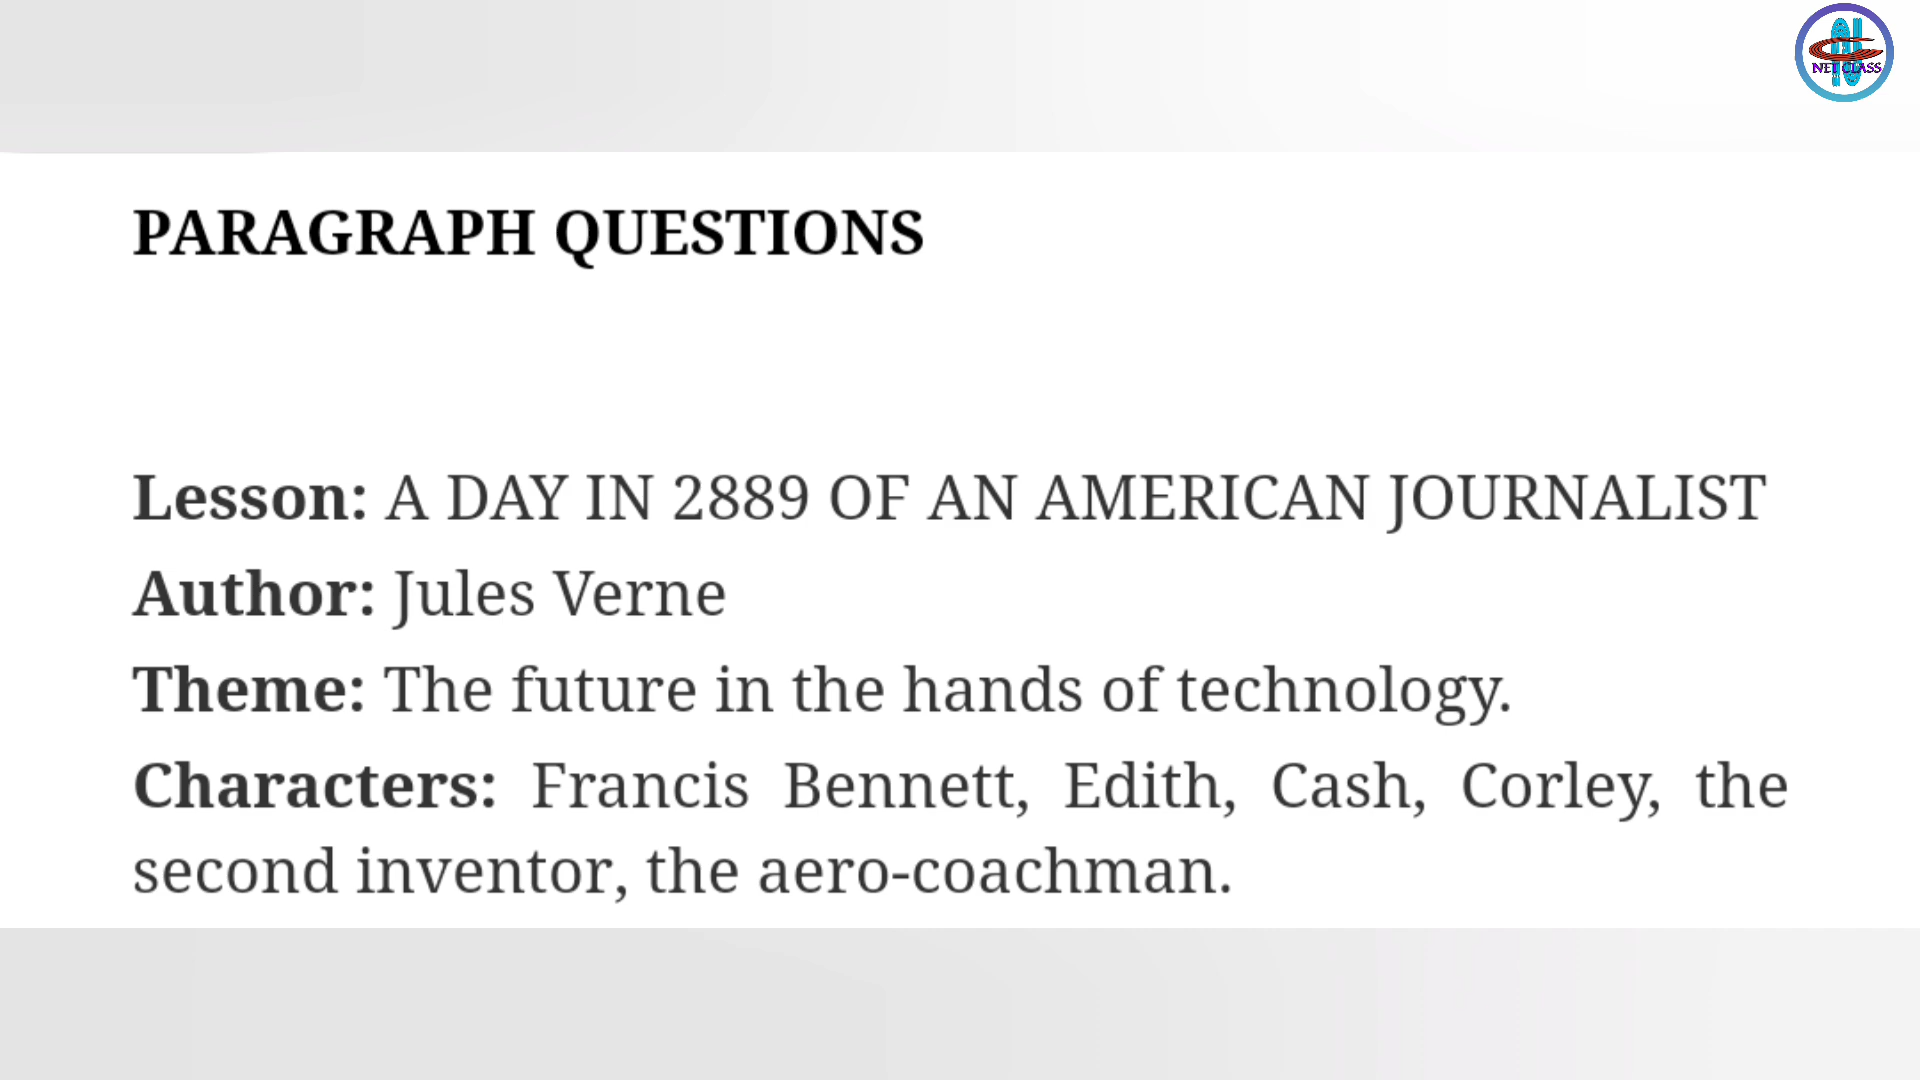 NET CLASS
PARAGRAPH QUESTIONS
Lesson: A DAY IN 2889 OF AN AMERICAN JOURNALIST
Author: Jules Verne
Theme: The future in the hands of technology.
Characters: Francis Bennett, Edith, Cash, Corley, the
second inventor, the aero-coachman.